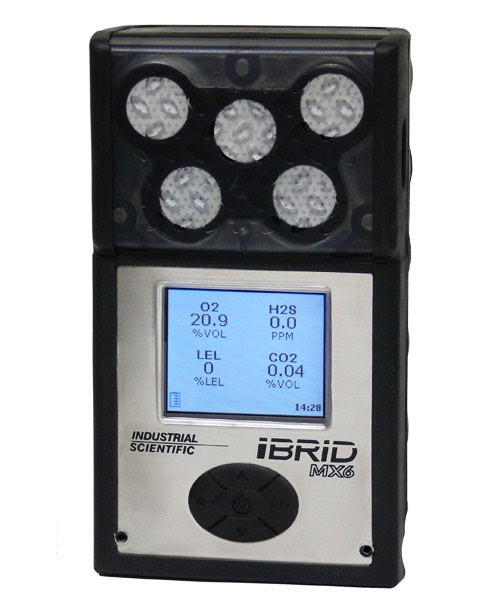 O2 H2S
20.9 0.0
%VOL PPM
LEL CO2
0 0.04
%LEL %VOL
14:28
INDUSTRIAL
SCIENTIFIC
iBRiD
MX6